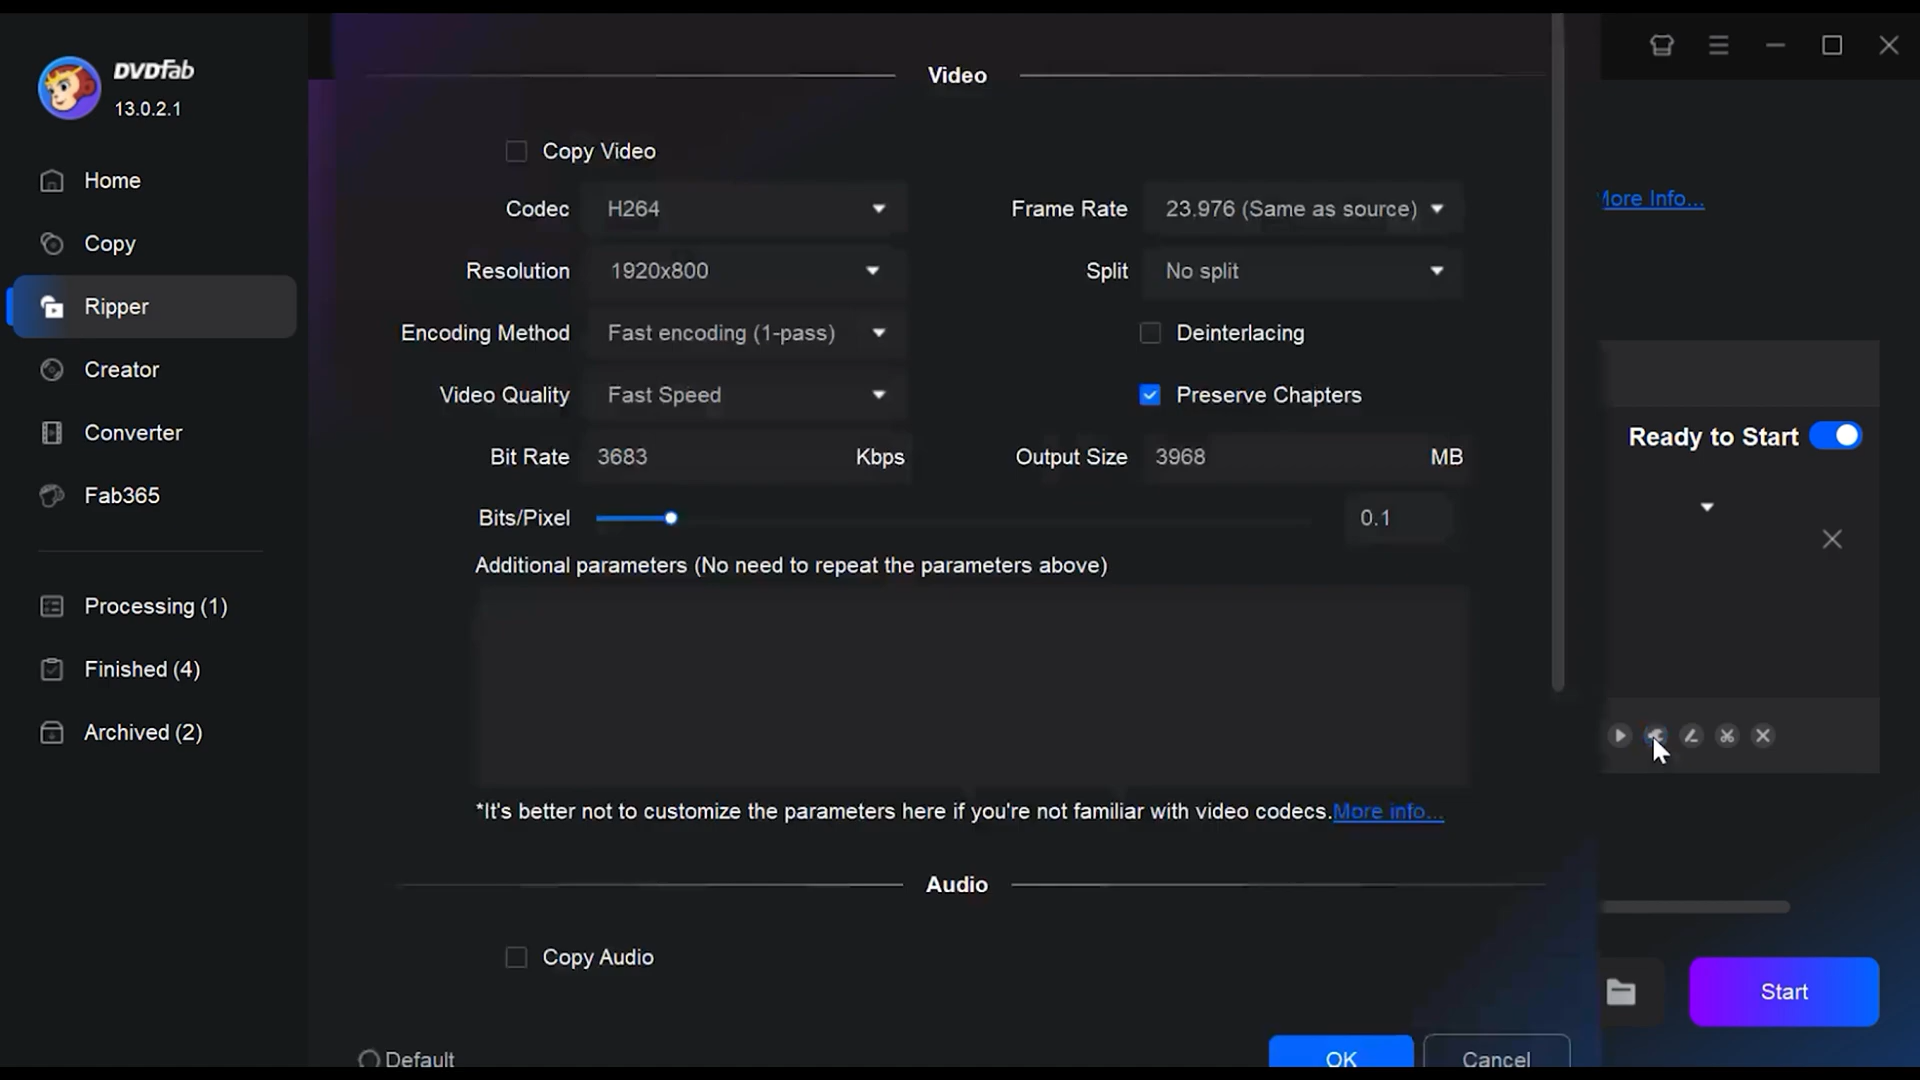 DVDFab
13.0.2.1
Home
Copy
Ripper
Creator
Converter
Fab365
Processing (1)
Finished (4)
Archived (2)
Video
Copy Video
Codec H264 Frame Rate 23.976 (Same as source)
Resolution 1920x800 Split No split
Encoding Method Fast encoding (1-pass) Deinterlacing
Video Quality Fast Speed Preserve Chapters
Bit Rate 3683 Kbps Output Size 3968 MB
Bits/Pixel 0.1
Additional parameters (No need to repeat the parameters above)
*It's better not to customize the parameters here if you're not familiar with video codecs.More info...
Audio
Copy Audio
Default OK Cancel
More Info...
Ready to Start
Start